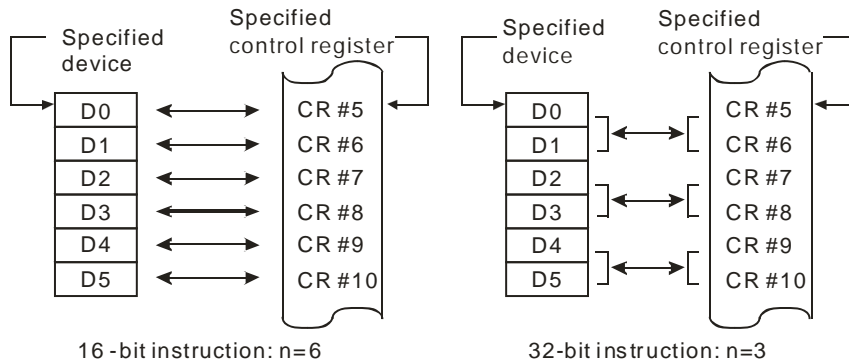 Specified
device
Specified
control register
D0
D1
D2
D3
D4
D5
CR #5
CR #6
CR #7
CR #8
CR #9
CR #10
16-bit instruction: n=6
Specified
device
Specified
control register
D0
D1
D2
D3
D4
D5
CR #5
CR #6
CR #7
CR #8
CR #9
CR #10
32-bit instruction: n=3